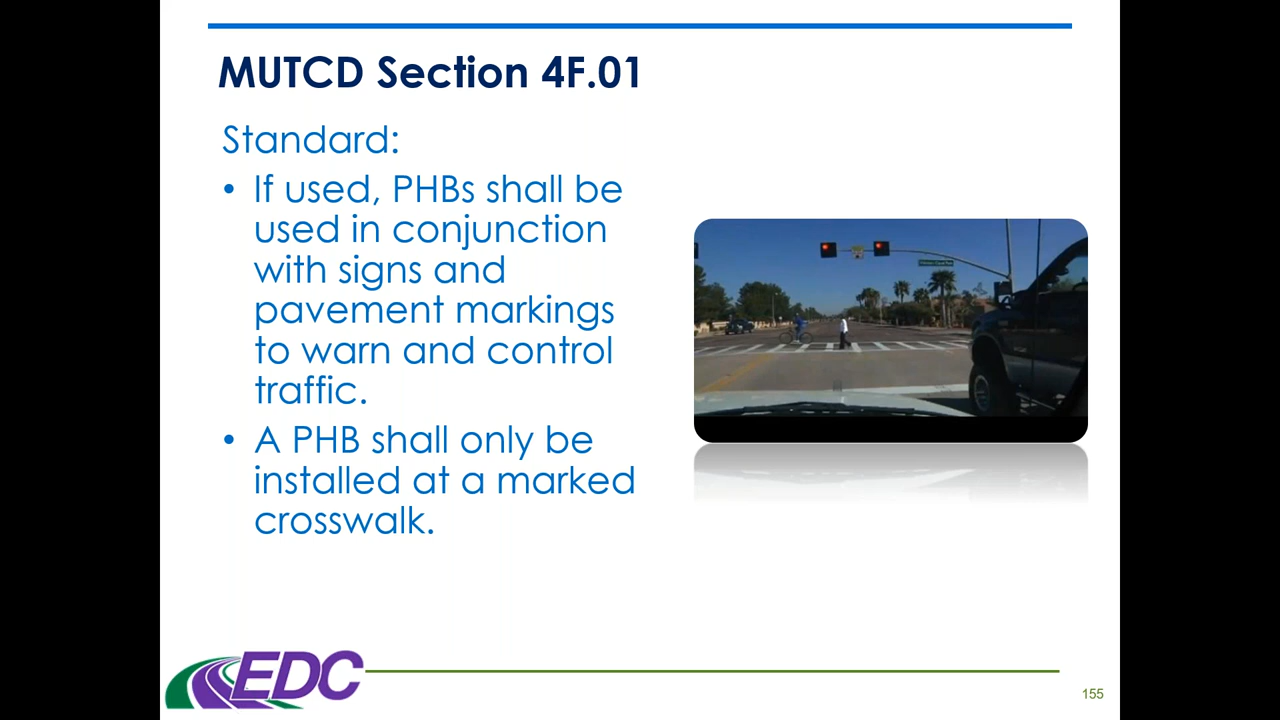 MUTCD Section 4F.01
Standard:
• If used, PHBs shall be
used in conjunction
with signs and
pavement markings
to warn and control
traffic.
• A PHB shall only be
installed at a marked
crosswalk.
EDC
155